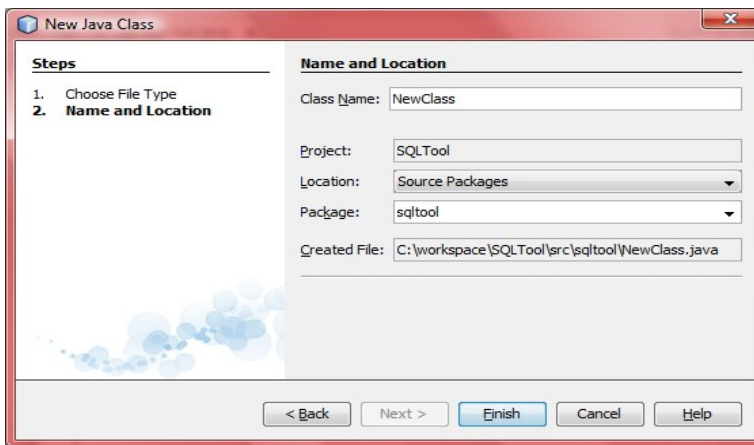 New Java Class
Steps
1. Choose File Type
2. Name and Location
Name and Location
Class Name: NewClass
Project: SQLTool
Location: Source Packages
Package: sqltool
Created File: C:\workspace\SQLTool\src\sqltool\NewClass.java
< Back Next > Finish Cancel Help